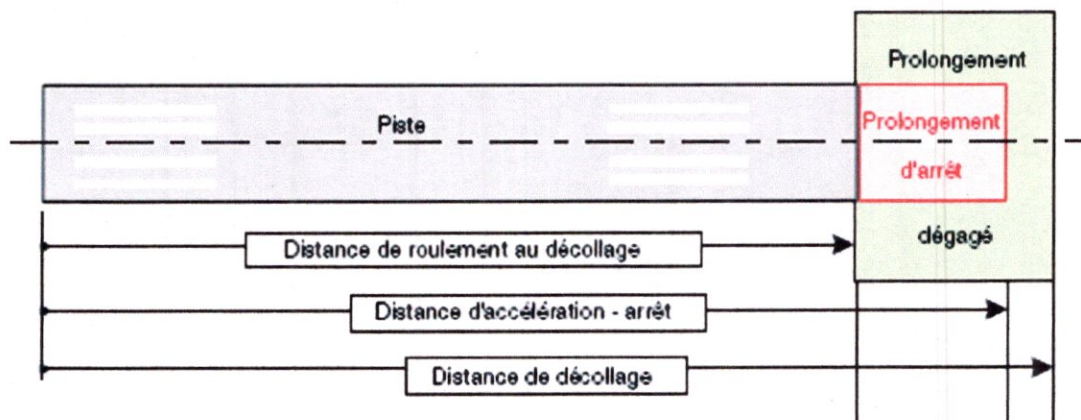 Prolongement
Piste
Prolongement
d'arrêt
dégagé
Distance de roulement au décollage
Distance d'accélération - arrêt
Distance de décollage